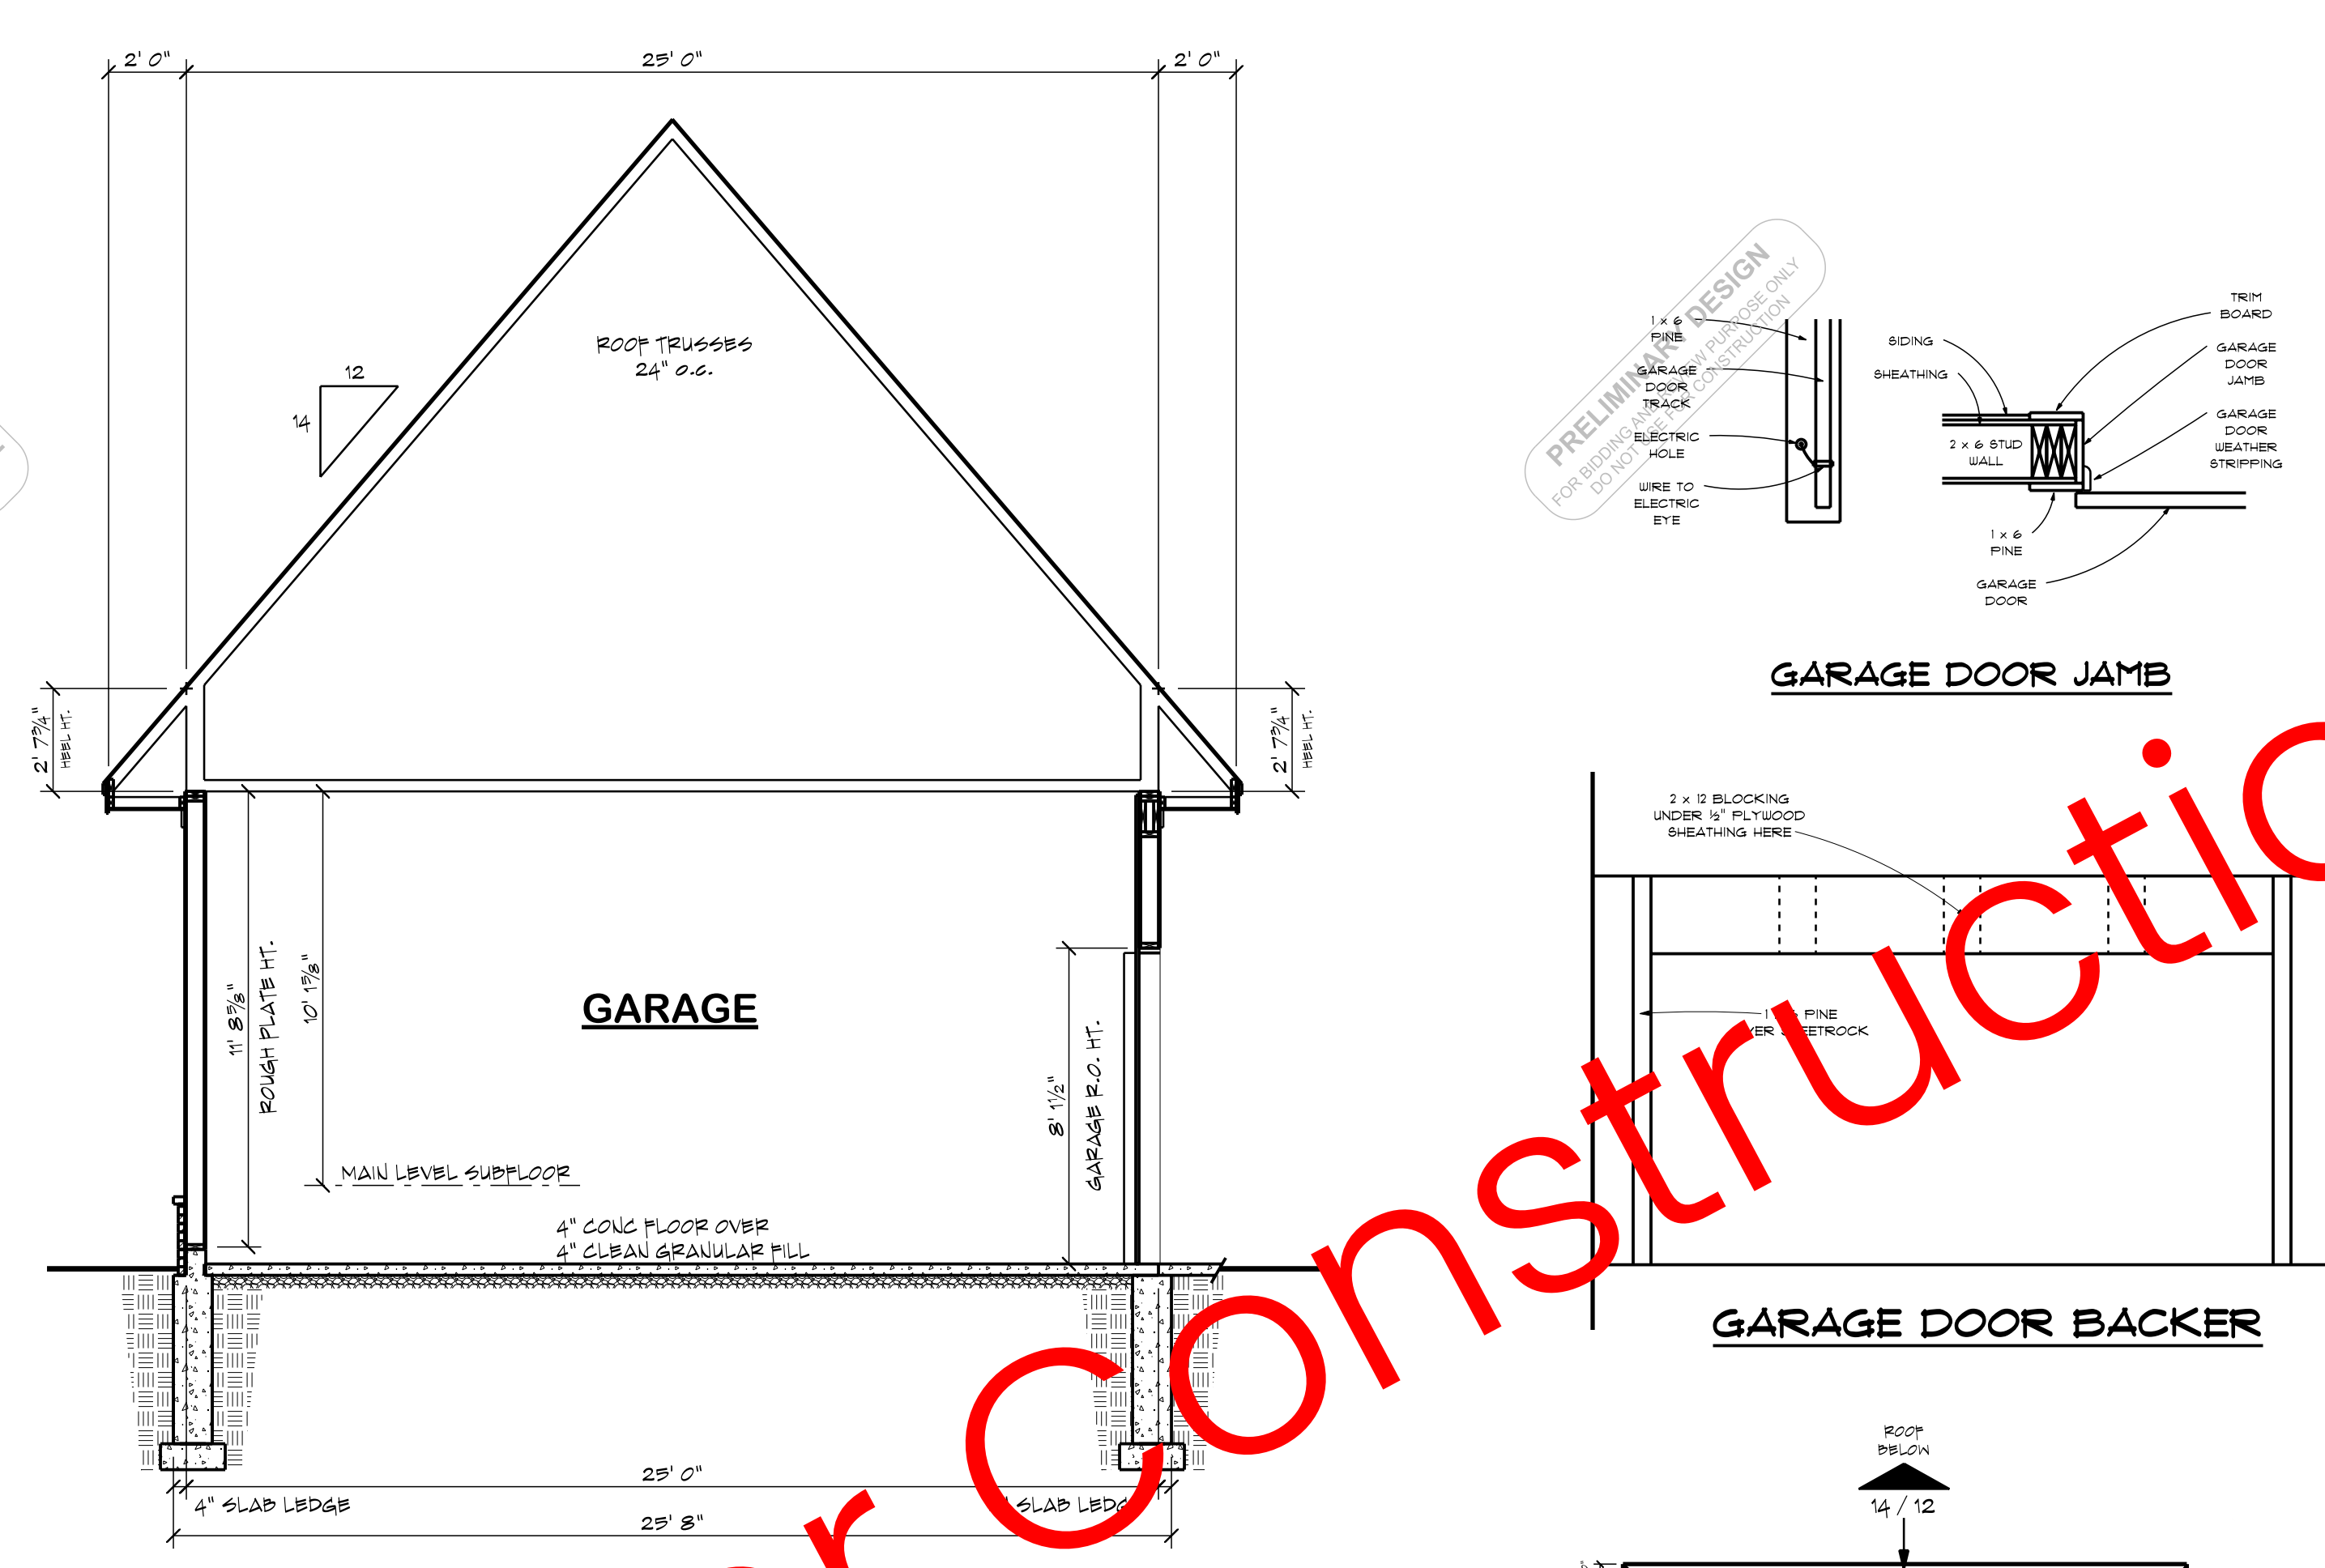 2' 0"
25' 0"
2' 0"
ROOF TRUSSES
24" O.C.
12
14
2' 7¾"
HEEL HT.
2' 7¾"
HEEL HT.
11' 8⅝"
ROUGH PLATE HT.
10' 1⅝"
GARAGE
8' 1½"
GARAGE R.O. HT.
MAIN LEVEL SUBFLOOR
4" CONC FLOOR OVER
4" CLEAN GRANULAR FILL
25' 0"
4" SLAB LEDGE
SLAB LEDG
25' 8"
PRELIMINARY DESIGN
FOR BIDDING AND REVIEW PURPOSE ONLY
DO NOT USE FOR CONSTRUCTION
1 x 6
PINE
GARAGE
DOOR
TRACK
ELECTRIC
HOLE
WIRE TO
ELECTRIC
EYE
SIDING
SHEATHING
2 x 6 STUD
WALL
TRIM
BOARD
GARAGE
DOOR
JAMB
GARAGE
DOOR
WEATHER
STRIPPING
1 x 6
PINE
GARAGE
DOOR
GARAGE DOOR JAMB
2 x 12 BLOCKING
UNDER ½" PLYWOOD
SHEATHING HERE
PINE
GARAGE DOOR BACKER
ROOF
BELOW
14 / 12
r Constructio